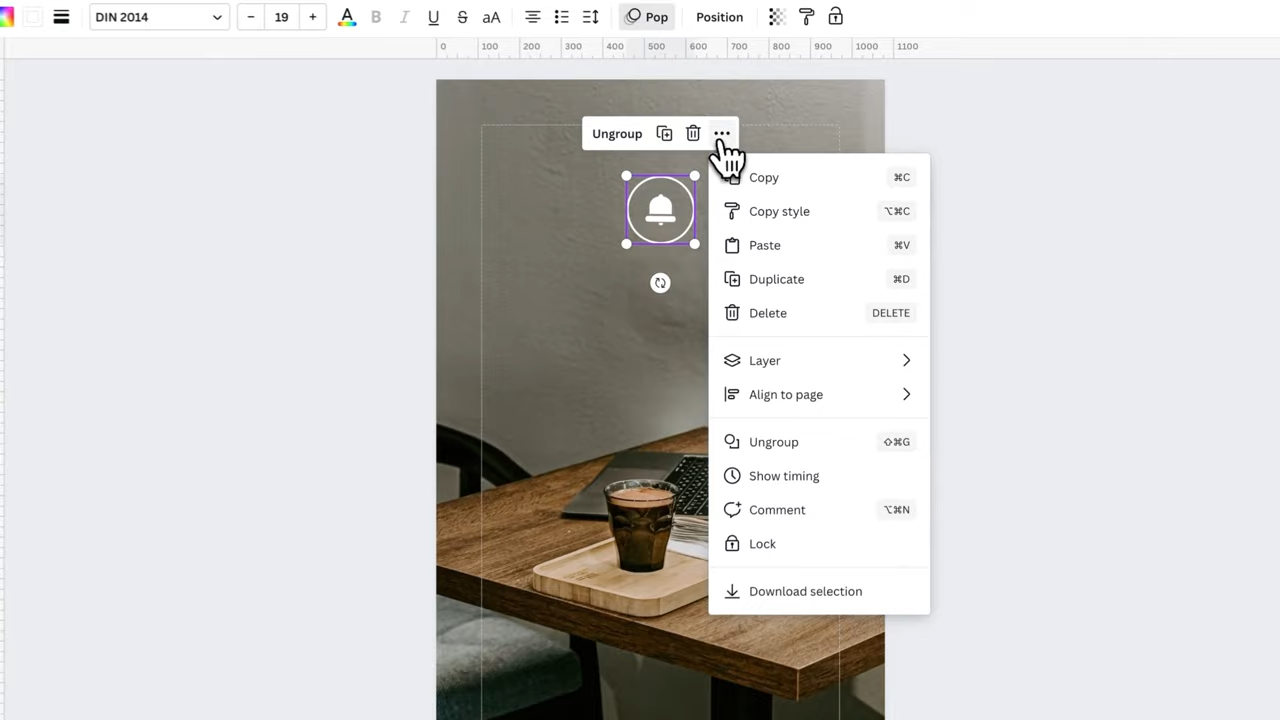 DIN 2014
− 19 +
A B I U S aA
Pop
Position
0 100 200 300 400 500 600 700 800 900 1000 1100
Ungroup
Copy ⌘C
Copy style ⌥⌘C
Paste ⌘V
Duplicate ⌘D
Delete DELETE
Layer
Align to page
Ungroup ⇧⌘G
Show timing
Comment ⌥⌘N
Lock
Download selection